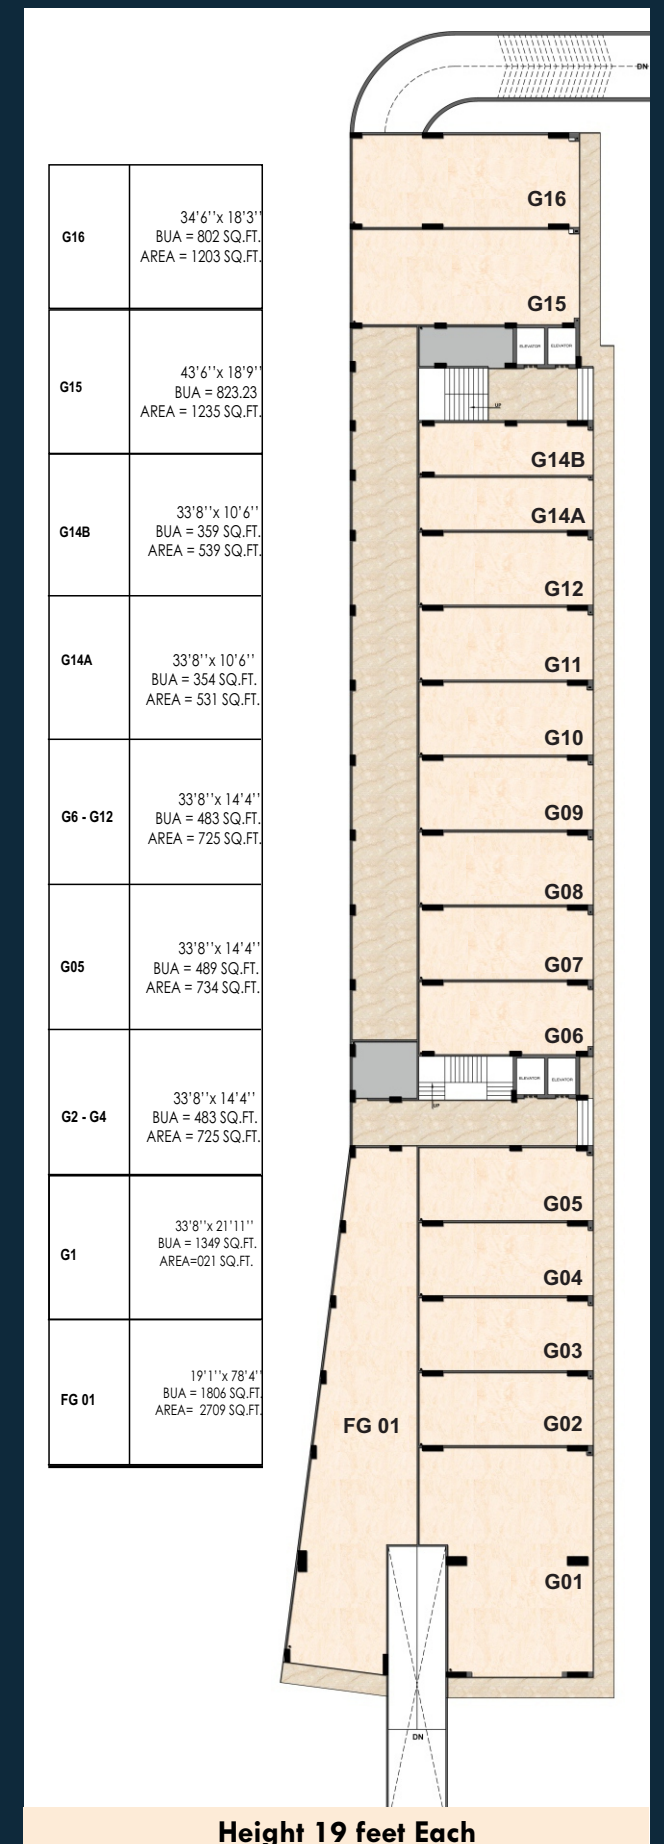 G16
34'6''x 18'3''
BUA = 802 SQ.FT.
AREA = 1203 SQ.FT.
G15
43'6''x 18'9''
BUA = 823.23
AREA = 1235 SQ.FT.
G14B
33'8''x 10'6''
BUA = 359 SQ.FT.
AREA = 539 SQ.FT.
G14A
33'8''x 10'6''
BUA = 354 SQ.FT.
AREA = 531 SQ.FT.
G6 - G12
33'8''x 14'4''
BUA = 483 SQ.FT.
AREA = 725 SQ.FT.
G05
33'8''x 14'4''
BUA = 489 SQ.FT.
AREA = 734 SQ.FT.
G2 - G4
33'8''x 14'4''
BUA = 483 SQ.FT.
AREA = 725 SQ.FT.
G1
33'8''x 21'11''
BUA = 1349 SQ.FT.
AREA=021 SQ.FT.
FG 01
19'1''x 78'4''
BUA = 1806 SQ.FT.
AREA= 2709 SQ.FT.
DN
G16
G15
ELEVATOR
ELEVATOR
UP
G14B
G14A
G12
G11
G10
G09
G08
G07
G06
ELEVATOR
ELEVATOR
UP
G05
G04
G03
G02
FG 01
G01
DN
Height 19 feet Each